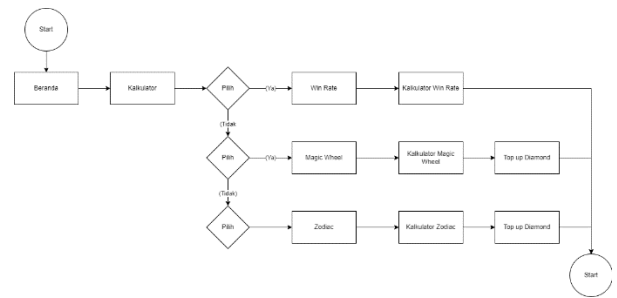 Start
Beranda
Kalkulator
Pilih
(Ya)
Win Rate
Kalkulator Win Rate
(Tidak
Pilih
(Ya)
Magic Wheel
Kalkulator Magic
Wheel
Top up Diamond
(Tidak)
Pilih
Zodiac
Kalkulator Zodiac
Top up Diamond
Start